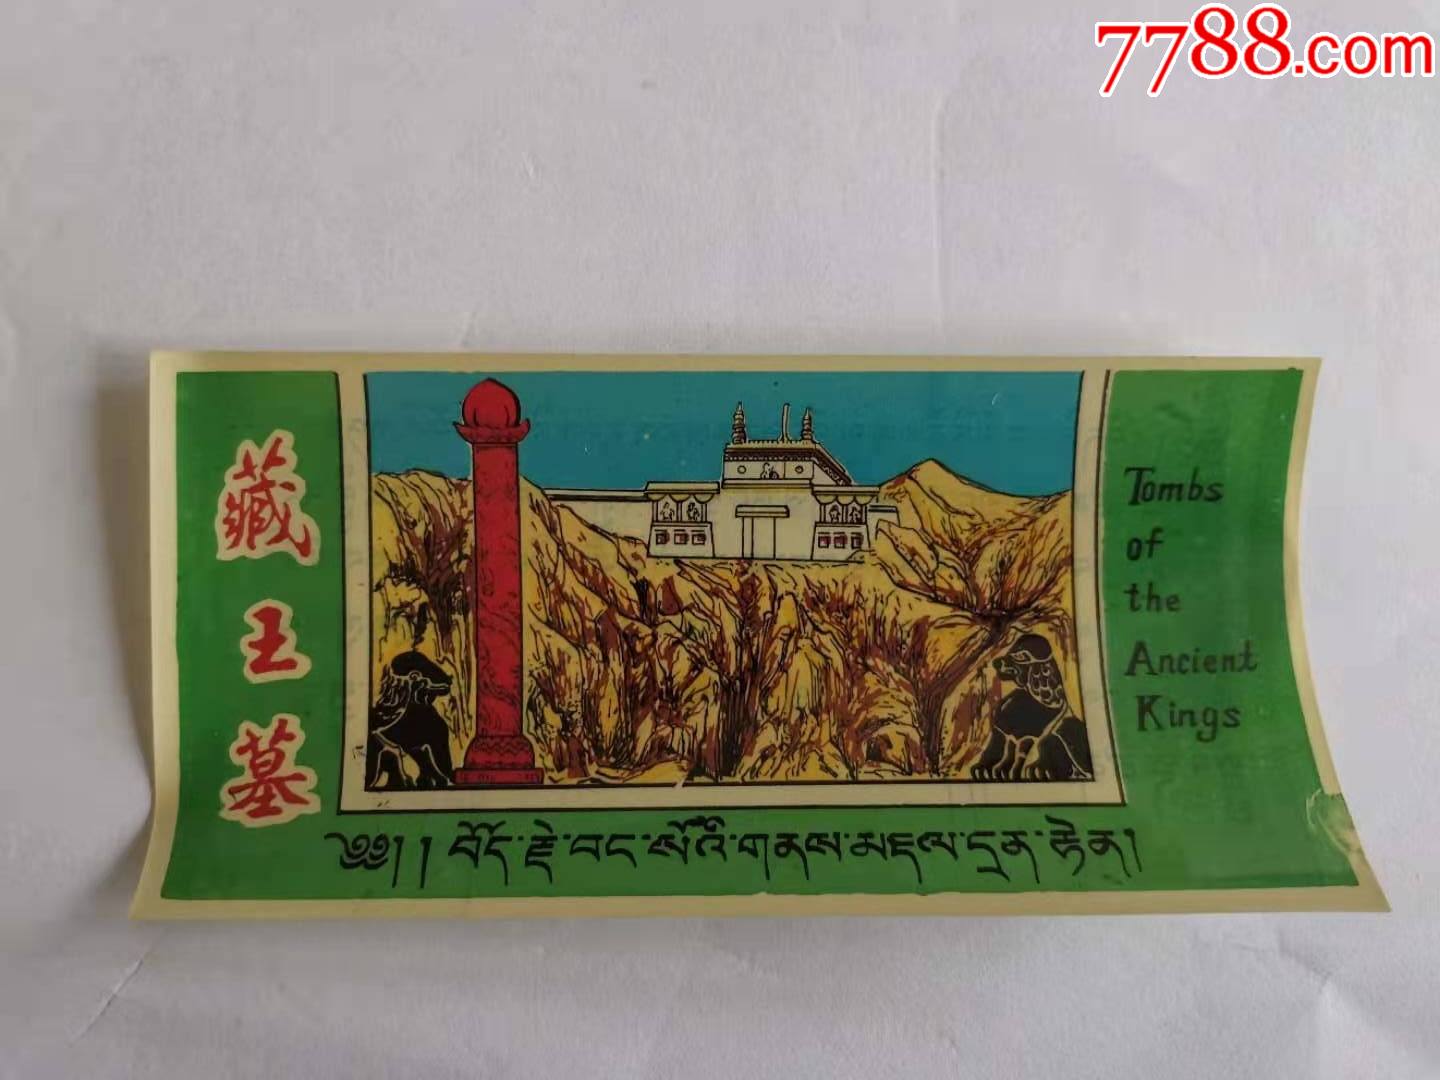 7788.com
藏王墓
Tombs
of
the
Ancient
Kings
༄༅། །བོད་རྗེ་བང་སོའི་གནས་མཇལ་དྲན་རྟེན།